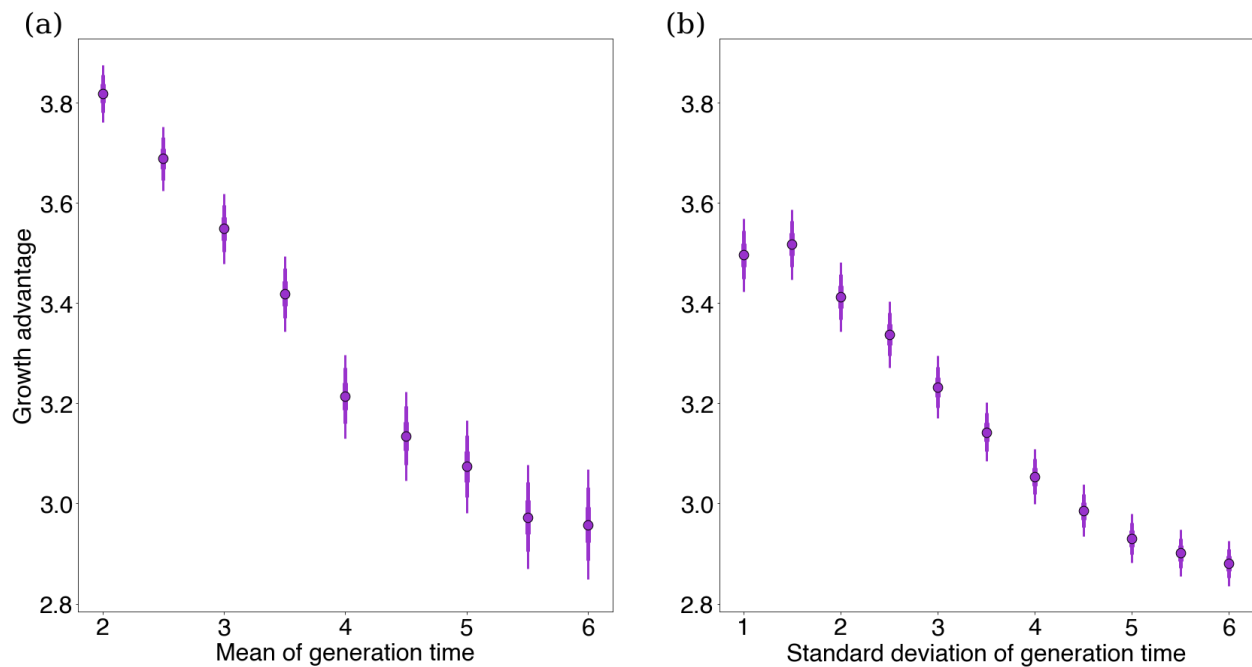 (a)
(b)
3.8
3.6
3.4
3.2
3.0
2.8
Growth advantage
2 3 4 5 6
Mean of generation time
3.8
3.6
3.4
3.2
3.0
2.8
1 2 3 4 5 6
Standard deviation of generation time